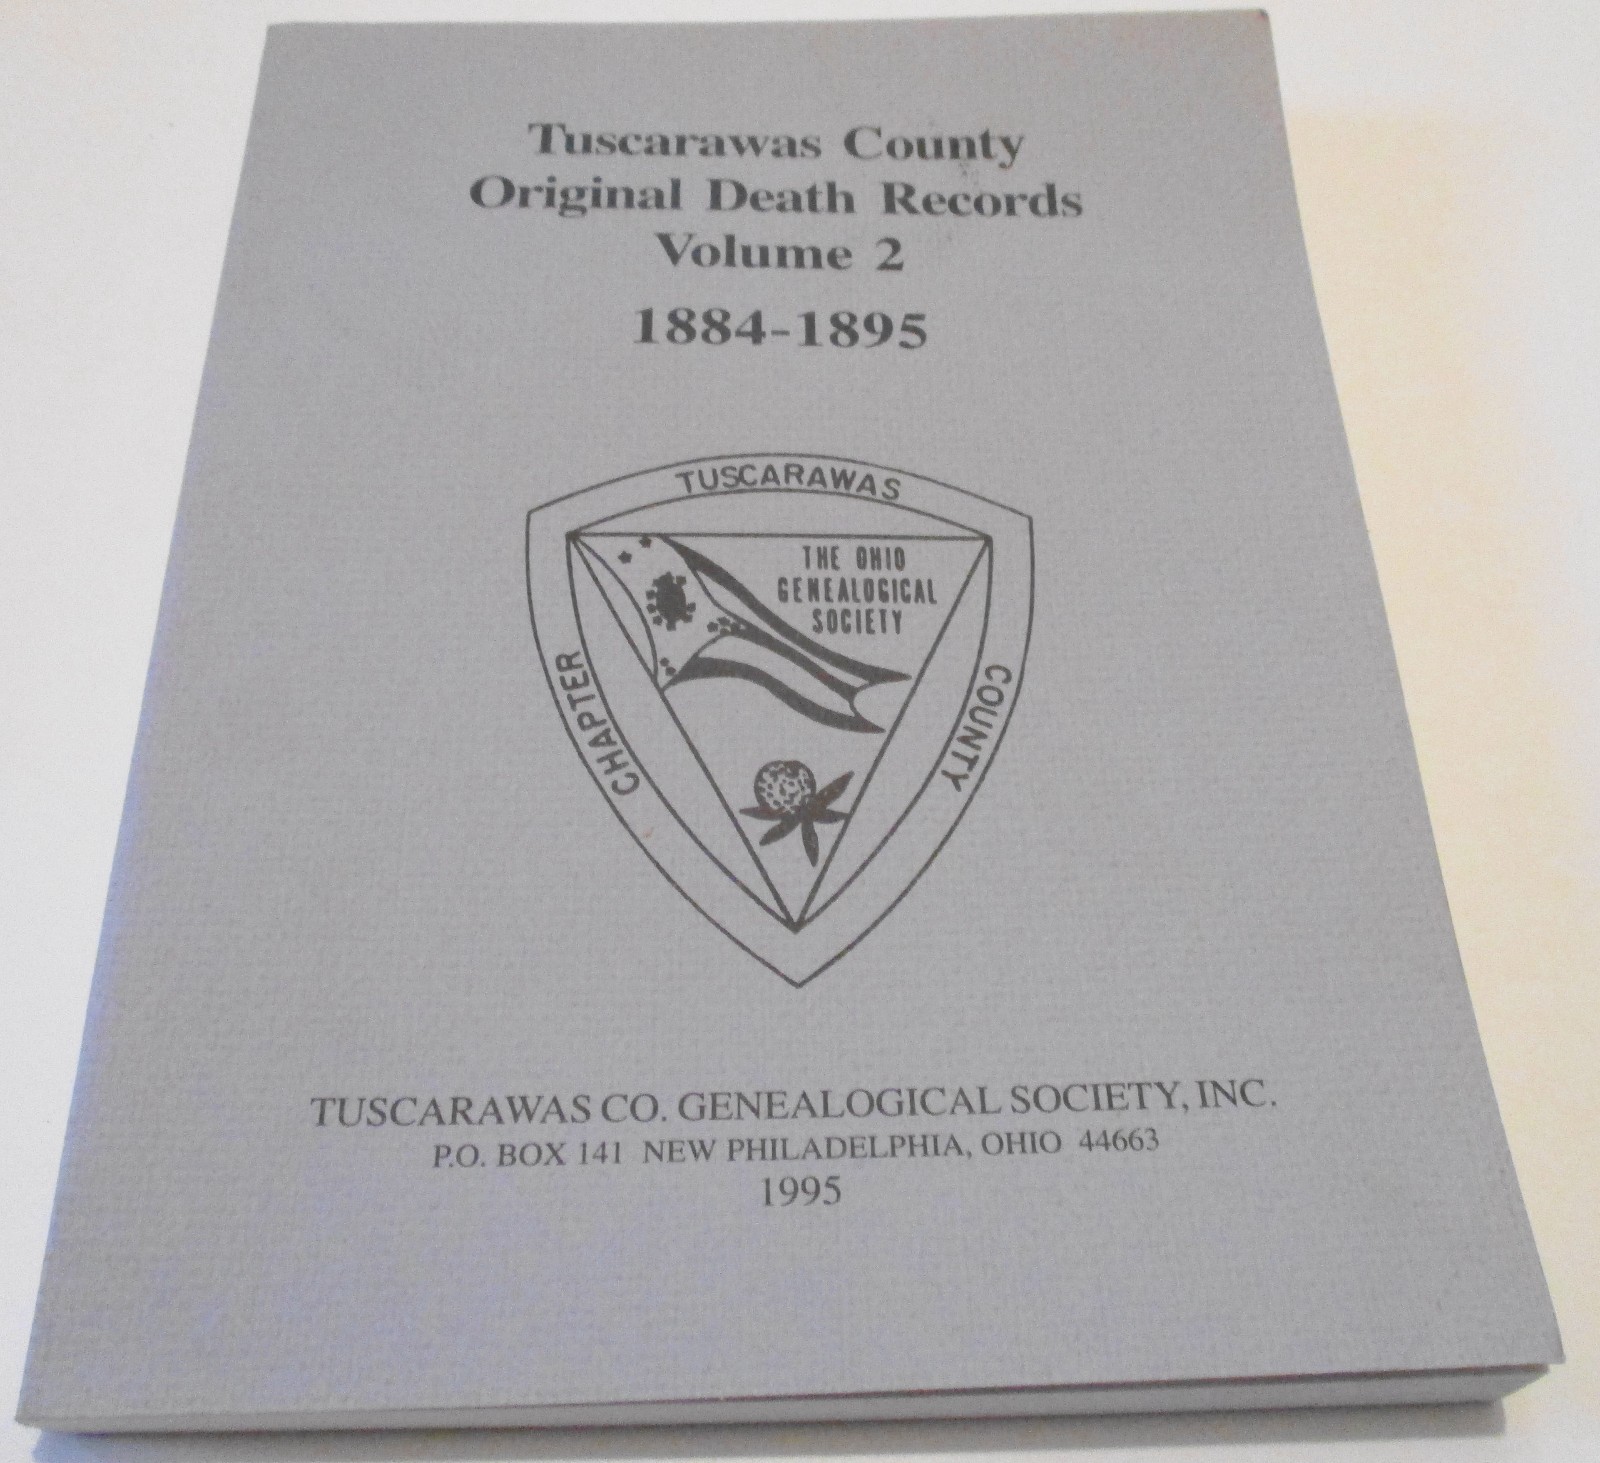 Tuscarawas County
Original Death Records
Volume 2
1884-1895
TUSCARAWAS
THE OHIO
GENEALOGICAL
SOCIETY
CHAPTER
COUNTY
TUSCARAWAS CO. GENEALOGICAL SOCIETY, INC.
P.O. BOX 141 NEW PHILADELPHIA, OHIO 44663
1995